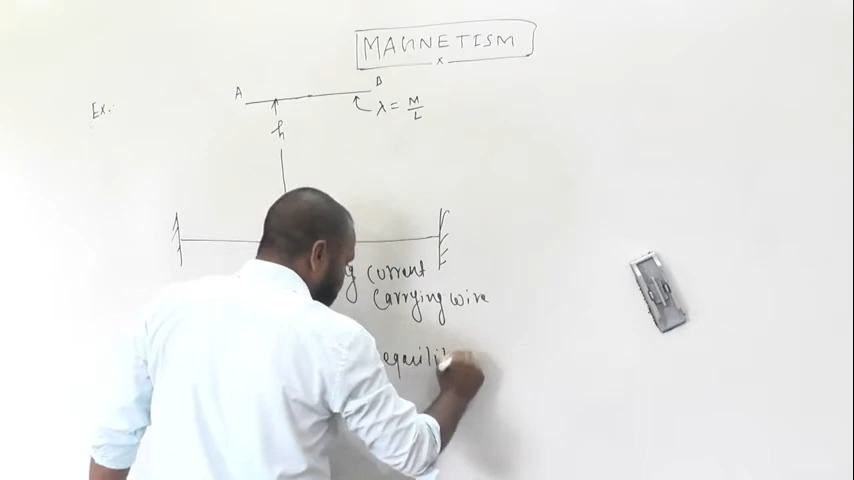 MAGNETISM
x
A B
Ex.:
λ = M/L
h
current
carrying wire